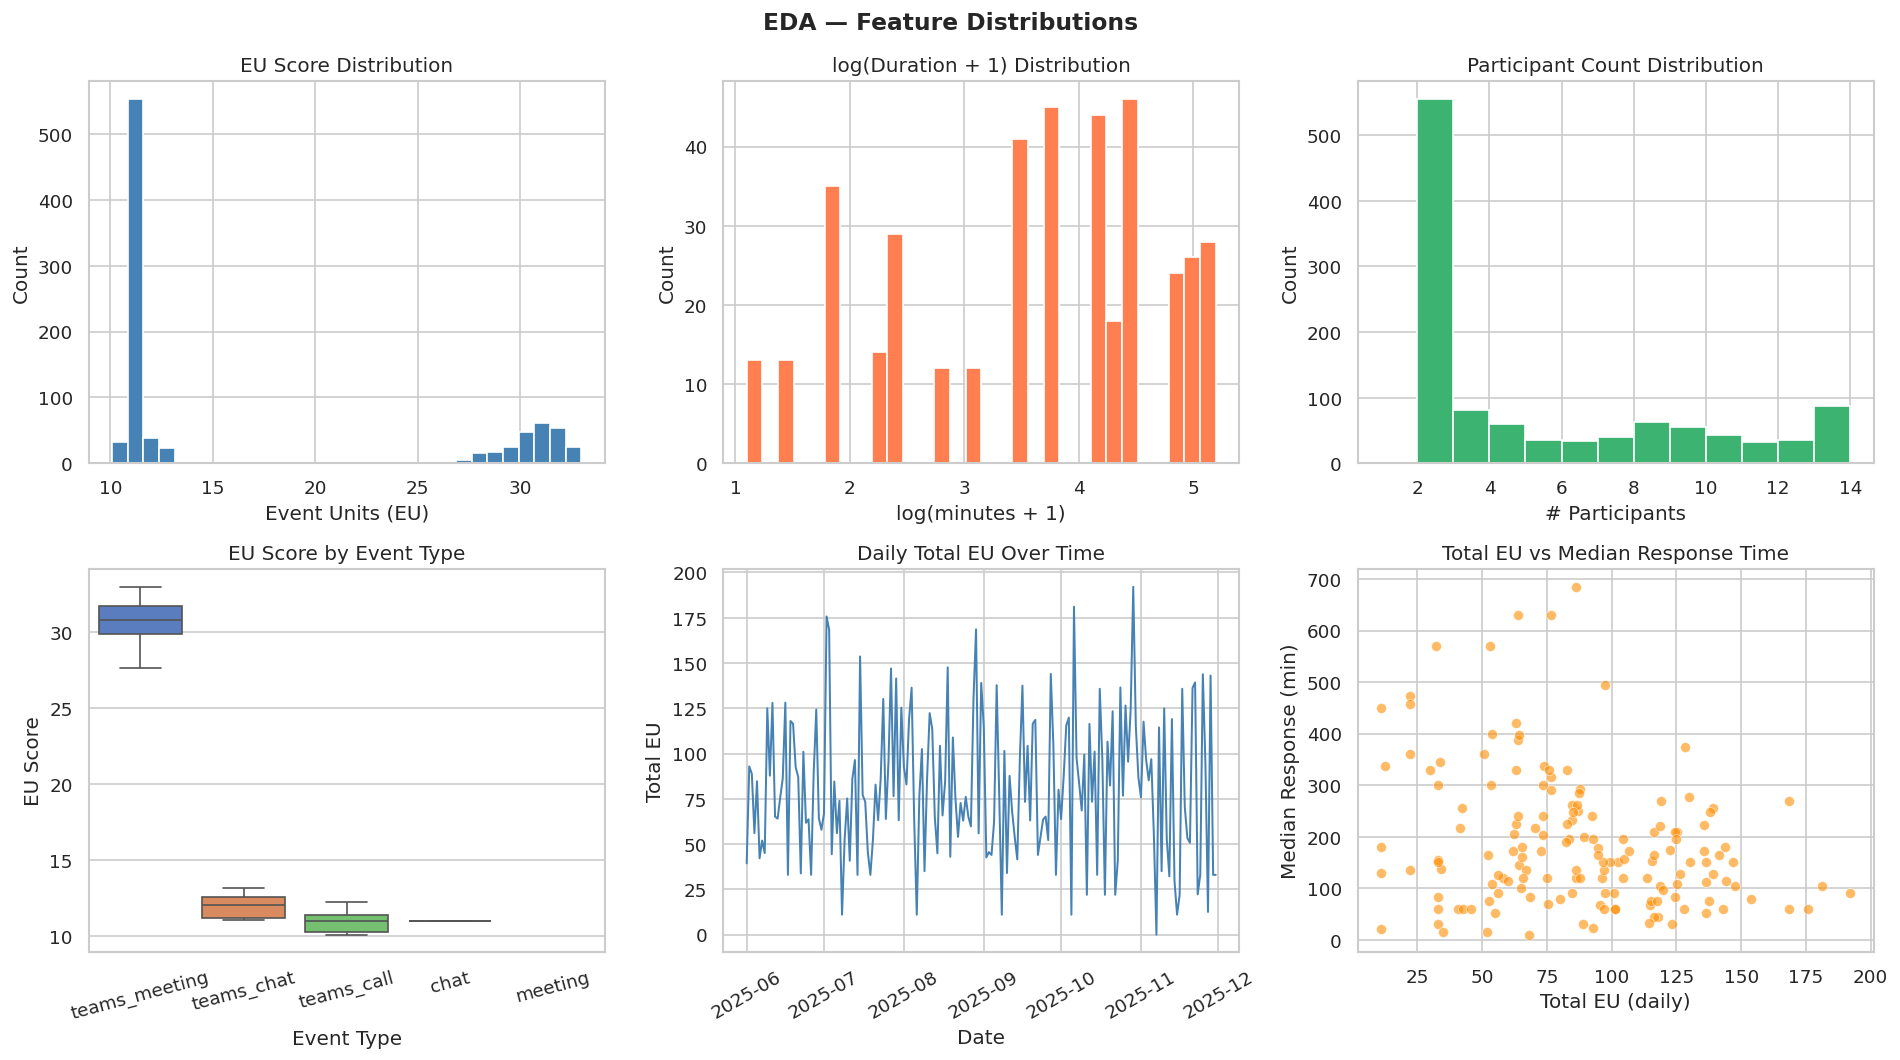 EDA — Feature Distributions
EU Score Distribution
Count
500
400
300
200
100
0
10 15 20 25 30
Event Units (EU)
log(Duration + 1) Distribution
Count
40
30
20
10
0
1 2 3 4 5
log(minutes + 1)
Participant Count Distribution
Count
500
400
300
200
100
0
2 4 6 8 10 12 14
# Participants
EU Score by Event Type
EU Score
30
25
20
15
10
teams_meeting teams_chat teams_call chat meeting
Event Type
Daily Total EU Over Time
Total EU
200
175
150
125
100
75
50
25
0
2025-06 2025-07 2025-08 2025-09 2025-10 2025-11 2025-12
Date
Total EU vs Median Response Time
Median Response (min)
700
600
500
400
300
200
100
0
25 50 75 100 125 150 175 200
Total EU (daily)